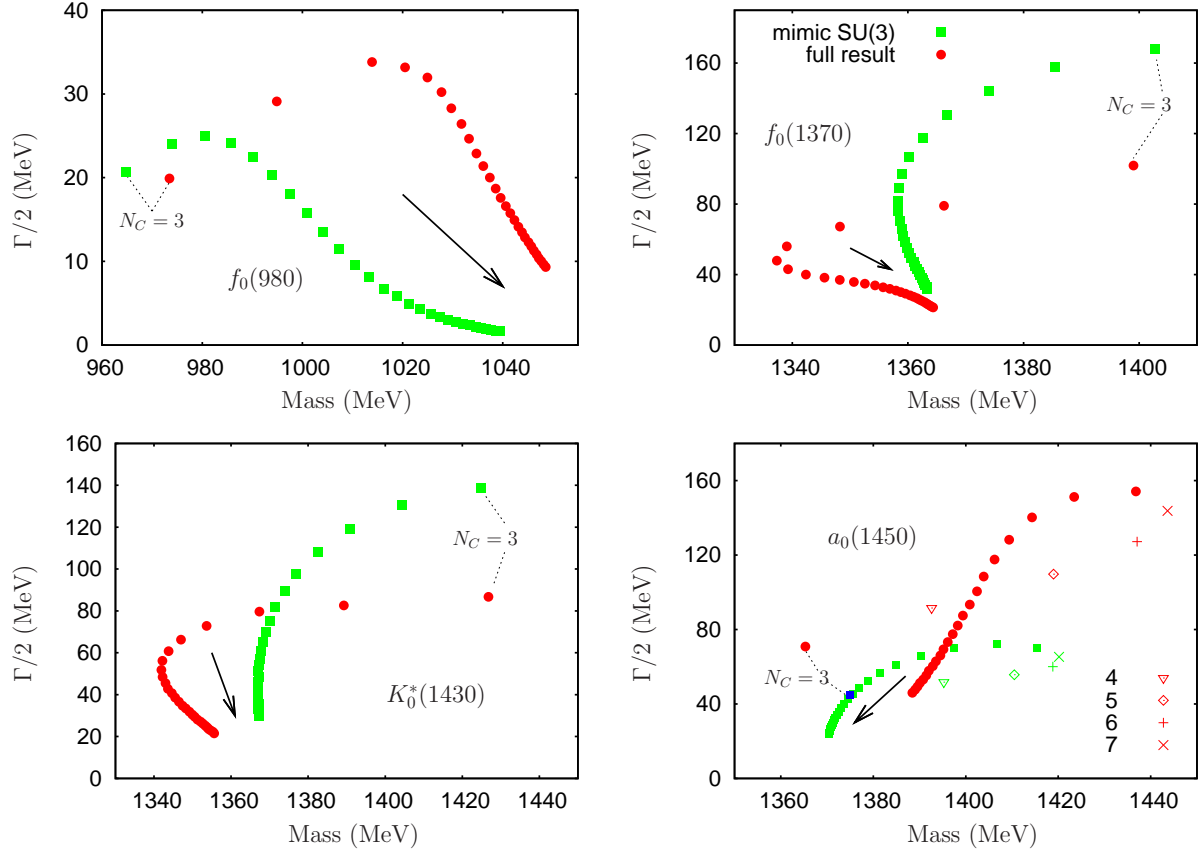 40
30
20
10
0
Γ/2 (MeV)
N_C = 3
f_0(980)
960 980 1000 1020 1040
Mass (MeV)
160
120
80
40
0
Γ/2 (MeV)
mimic SU(3)
full result
N_C = 3
f_0(1370)
1340 1360 1380 1400
Mass (MeV)
160
140
120
100
80
60
40
20
0
Γ/2 (MeV)
N_C = 3
K_0^*(1430)
1340 1360 1380 1400 1420 1440
Mass (MeV)
160
120
80
40
0
Γ/2 (MeV)
a_0(1450)
N_C = 3
4
5
6
7
1360 1380 1400 1420 1440
Mass (MeV)